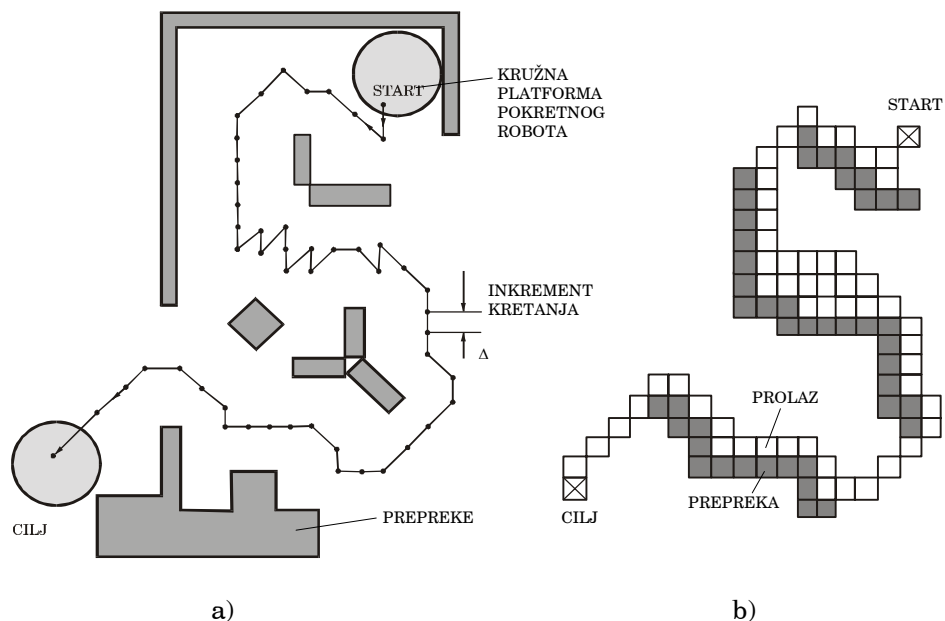 START
KRUŽNA
PLATFORMA
POKRETNOG
ROBOTA
INKREMENT
KRETANJA
Δ
CILJ
PREPREKE
a)
START
PROLAZ
PREPREKA
CILJ
b)